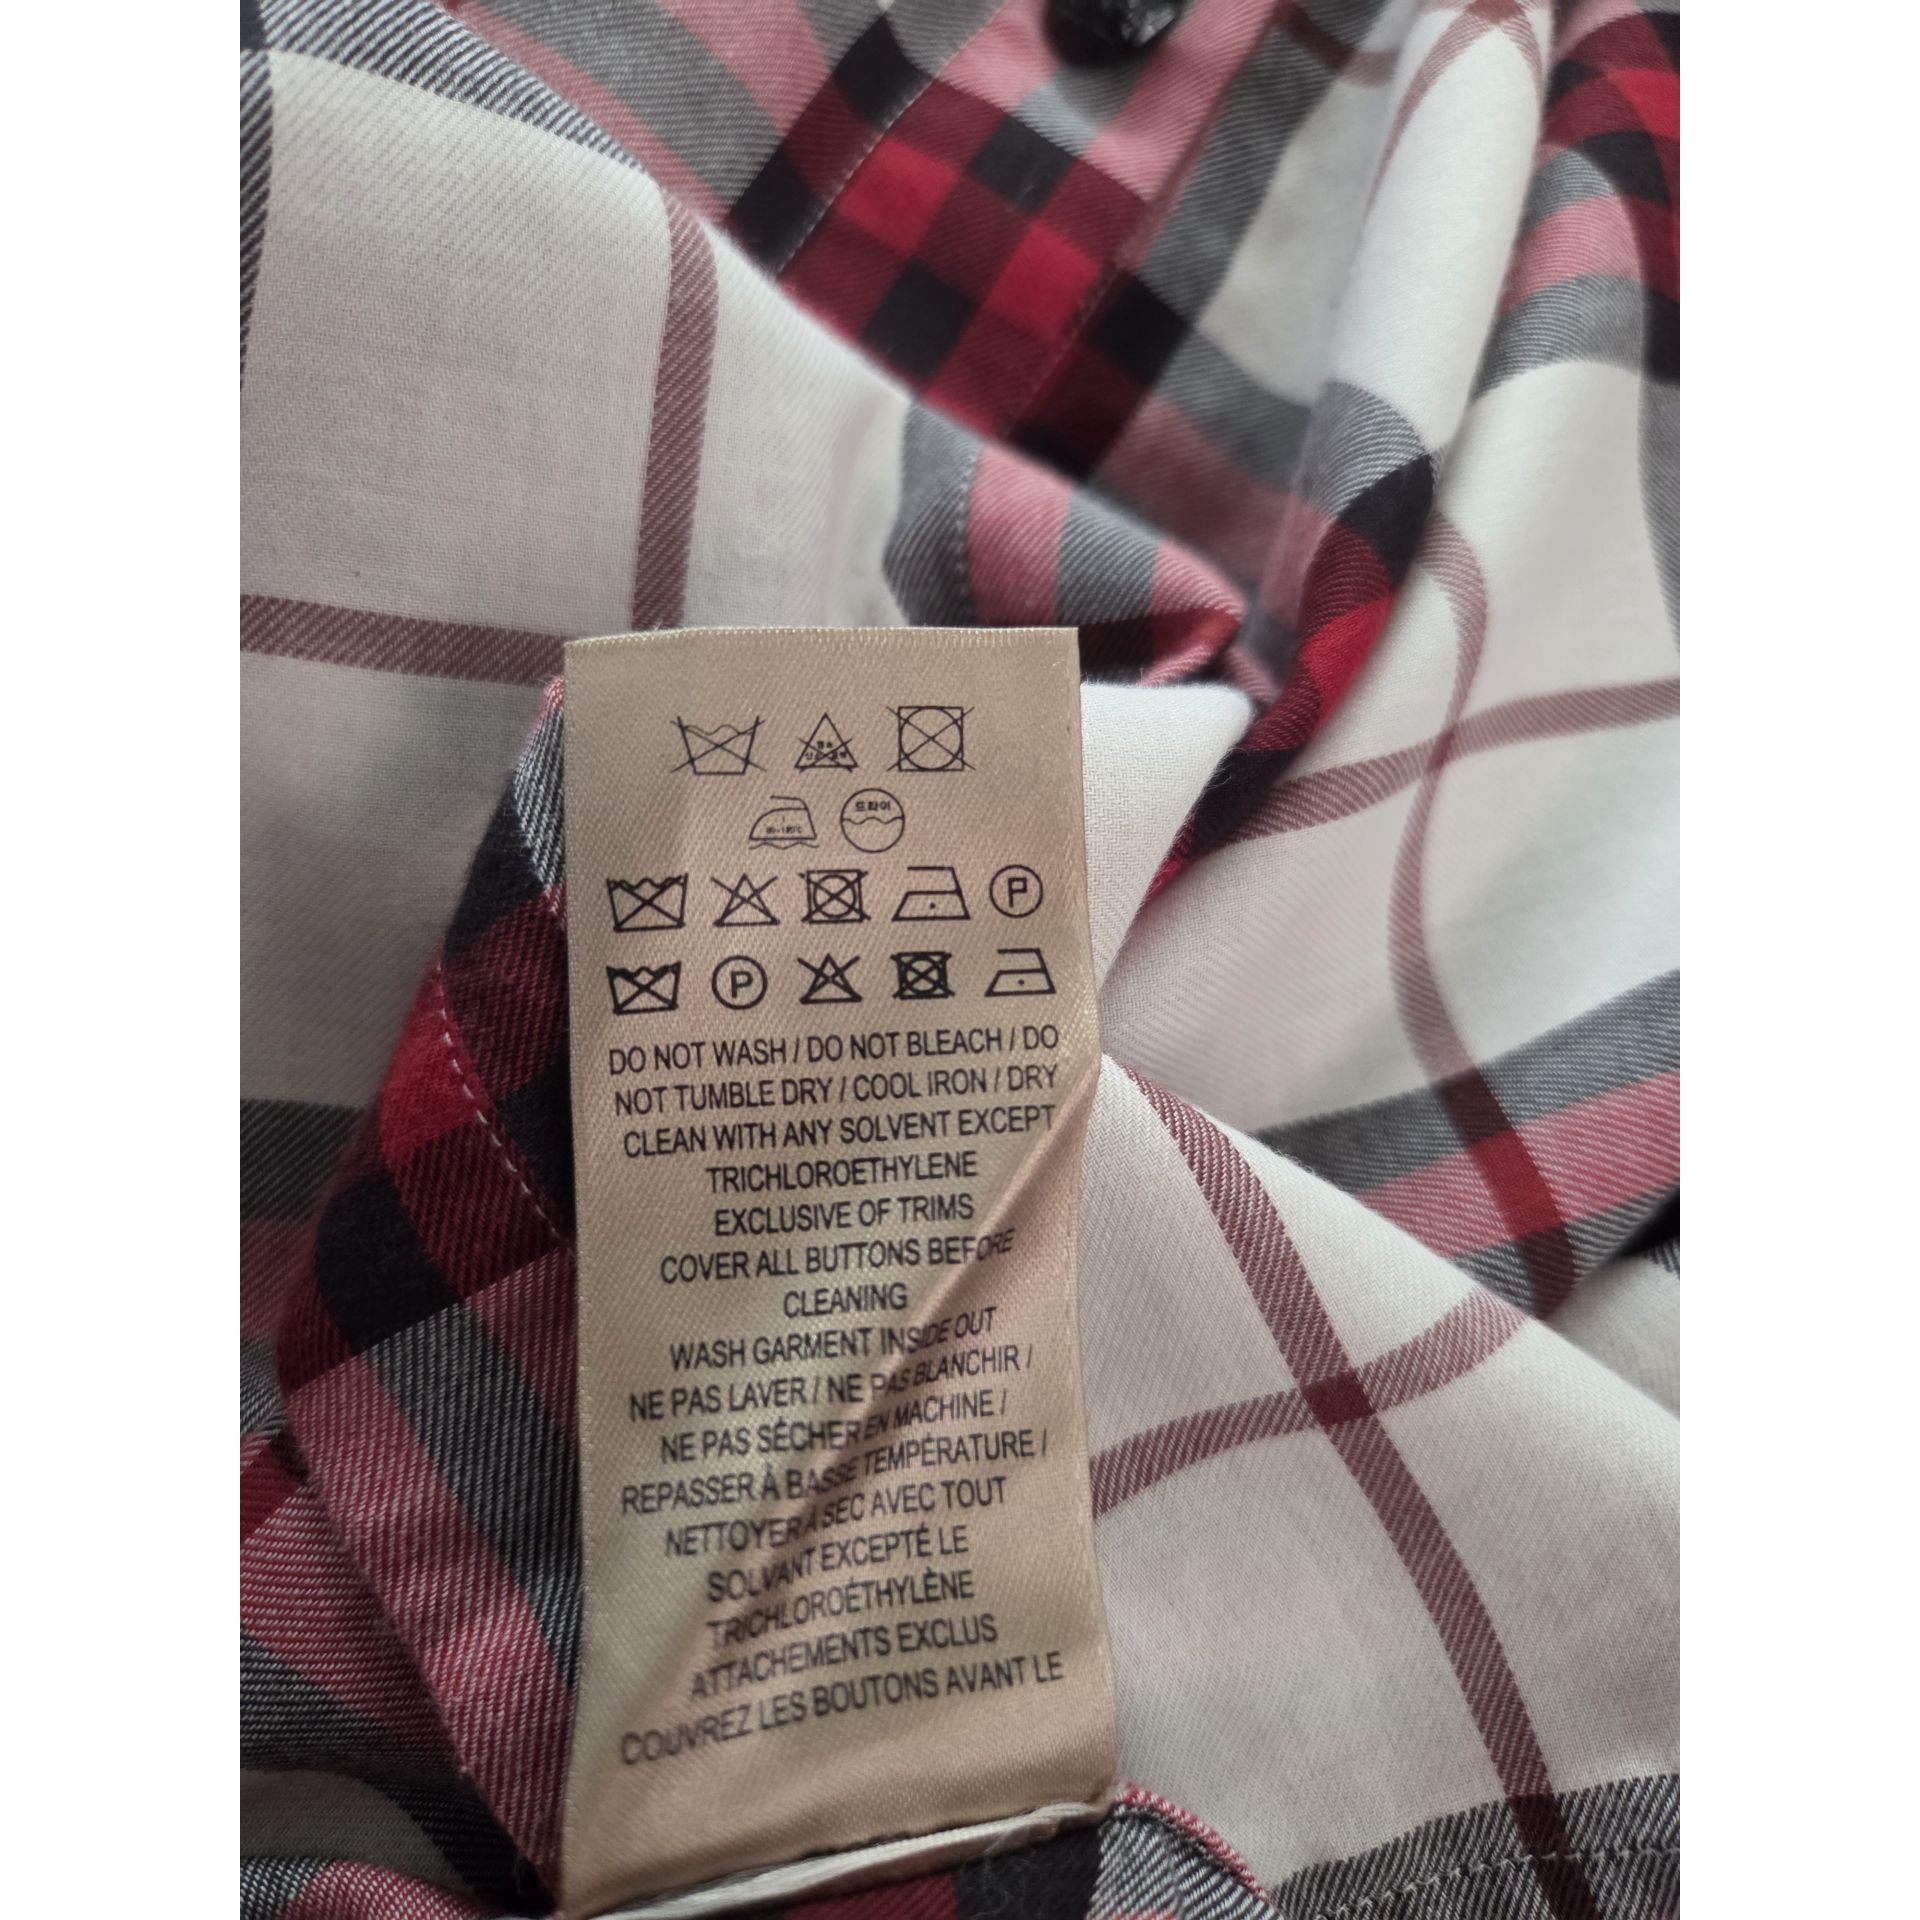 드라이
P
P
DO NOT WASH / DO NOT BLEACH / DO
NOT TUMBLE DRY / COOL IRON / DRY
CLEAN WITH ANY SOLVENT EXCEPT
TRICHLOROETHYLENE
EXCLUSIVE OF TRIMS
COVER ALL BUTTONS BEFORE
CLEANING
WASH GARMENT INSIDE OUT
NE PAS LAVER / NE PAS BLANCHIR /
NE PAS SÉCHER EN MACHINE /
REPASSER À BASSE TEMPÉRATURE /
NETTOYER À SEC AVEC TOUT
SOLVANT EXCEPTÉ LE
TRICHLOROÉTHYLÈNE
ATTACHEMENTS EXCLUS
COUVREZ LES BOUTONS AVANT LE